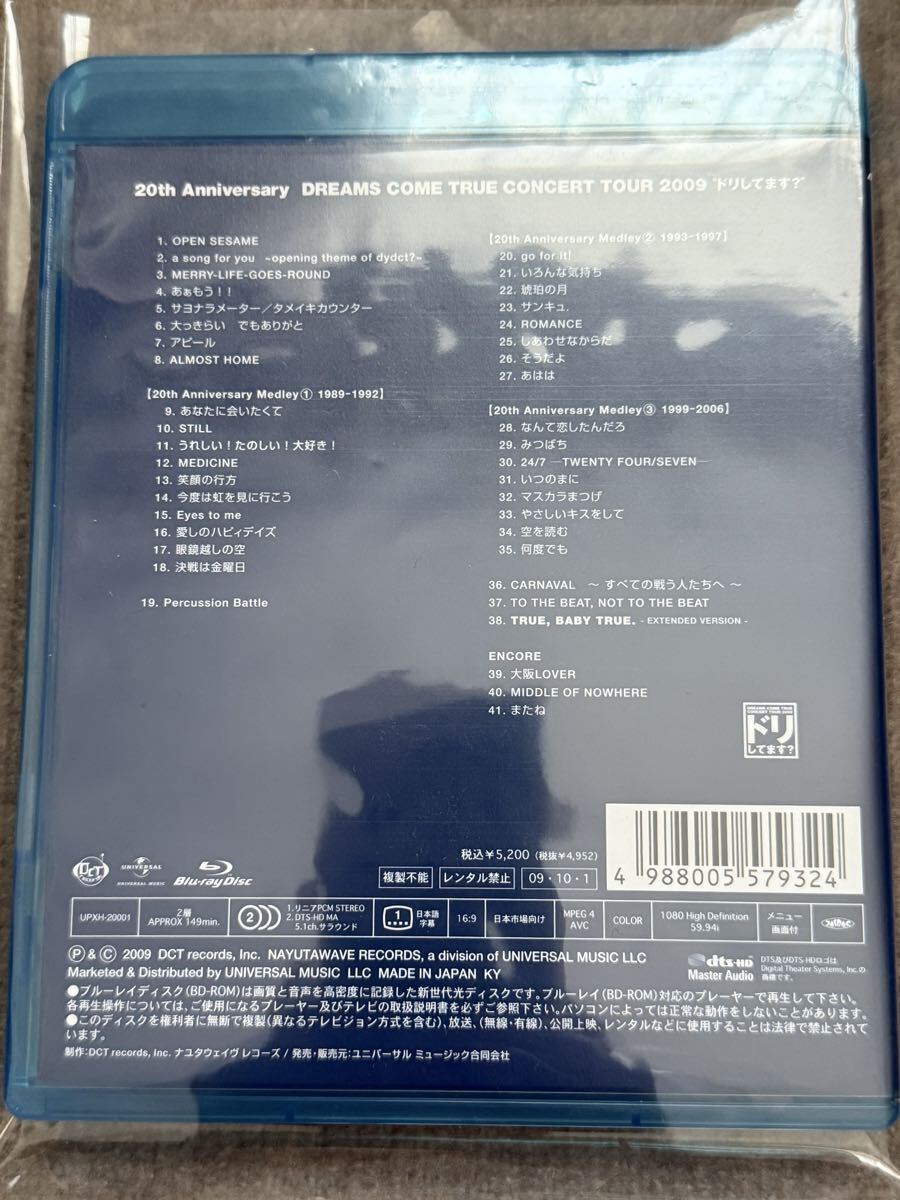 20th Anniversary DREAMS COME TRUE CONCERT TOUR 2009 "ドリしてます?"
1. OPEN SESAME
2. a song for you ~opening theme of dydct?~
3. MERRY-LIFE-GOES-ROUND
4. あぁもう！！
5. サヨナラメーター／タメイキカウンター
6. 大っきらい でもありがと
7. アピール
8. ALMOST HOME
【20th Anniversary Medley① 1989-1992】
9. あなたに会いたくて
10. STILL
11. うれしい！たのしい！大好き！
12. MEDICINE
13. 笑顔の行方
14. 今度は虹を見に行こう
15. Eyes to me
16. 愛しのハピィデイズ
17. 眼鏡越しの空
18. 決戦は金曜日
19. Percussion Battle
【20th Anniversary Medley② 1993-1997】
20. go for it!
21. いろんな気持ち
22. 琥珀の月
23. サンキュ.
24. ROMANCE
25. しあわせなからだ
26. そうだよ
27. あはは
【20th Anniversary Medley③ 1999-2006】
28. なんて恋したんだろ
29. みつばち
30. 24/7 —TWENTY FOUR/SEVEN—
31. いつのまに
32. マスカラまつげ
33. やさしいキスをして
34. 空を読む
35. 何度でも
36. CARNAVAL ～ すべての戦う人たちへ ～
37. TO THE BEAT, NOT TO THE BEAT
38. TRUE, BABY TRUE. - EXTENDED VERSION -
ENCORE
39. 大阪LOVER
40. MIDDLE OF NOWHERE
41. またね
DREAMS COME TRUE
CONCERT TOUR 2009
ドリ
してます?
税込￥5,200 (税抜￥4,952)
複製不能 レンタル禁止 09・10・1
4 988005 579324
DCT
UNIVERSAL
UNIVERSAL MUSIC
Blu-ray Disc
UPXH-20001
2層
APPROX 149min.
2
1.リニアPCM STEREO
2.DTS-HD MA
5.1ch.サラウンド
1
日本語
字幕
16:9
日本市場向け
MPEG 4
AVC
COLOR
1080 High Definition
59.94i
メニュー
画面付
Ⓟ & Ⓒ 2009 DCT records, Inc. NAYUTAWAVE RECORDS, a division of UNIVERSAL MUSIC LLC
Marketed & Distributed by UNIVERSAL MUSIC LLC MADE IN JAPAN KY
dts-HD
Master Audio
DTS及びDTS HDロゴは
Digital Theater Systems, Inc.の
商標です。
●ブルーレイディスク(BD-ROM)は画質と音声を高密度に記録した新世代光ディスクです。ブルーレイ(BD-ROM)対応のプレーヤーで再生して下さい。
各再生操作については、ご使用になるプレーヤー及びテレビの取扱説明書を必ずご参照下さい。パソコンによっては正常な動作をしないことがあります。
●このディスクを権利者に無断で複製(異なるテレビジョン方式を含む)、放送、(無線・有線)、公開上映、レンタルなどに使用することは法律で禁止されて
います。
制作:DCT records, Inc. ナユタウェイヴ レコーズ / 発売・販売元:ユニバーサル ミュージック合同会社